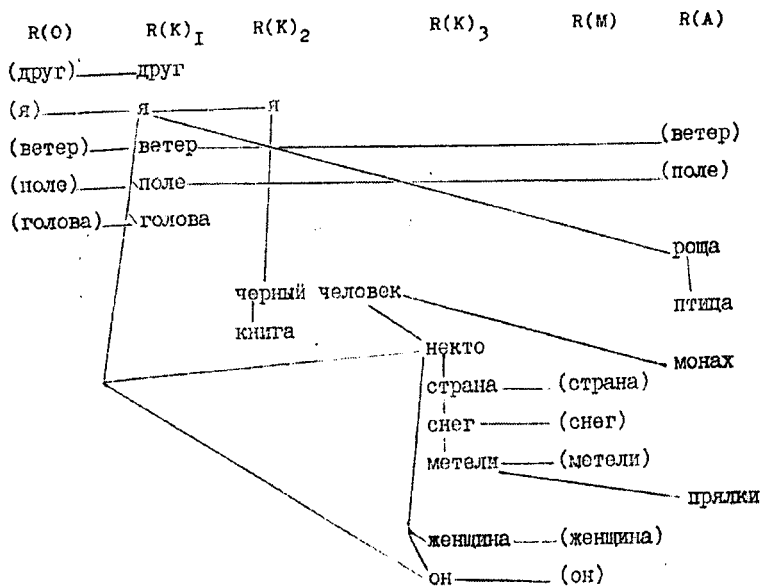 R(O) R(K)I R(K)2 R(K)3 R(M) R(A)
(друг) друг
(я) я я
(ветер) ветер (ветер)
(поле) поле (поле)
(голова) голова
роща
черный человек птица
книга
некто монах
страна (страна)
снег (снег)
метели (метели)
прялки
женщина (женщина)
он (он)